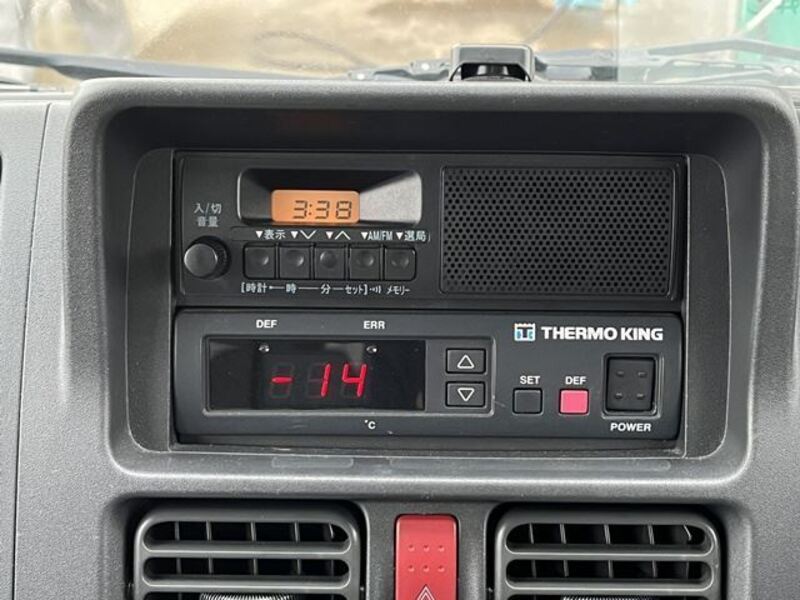 3:38
入/切
音量
▼表示 ▼∨ ▼∧ ▼AM/FM ▼選局
[時計 時 分 セット] メモリー
DEF ERR
THERMO KING
-14
°C
SET DEF
POWER